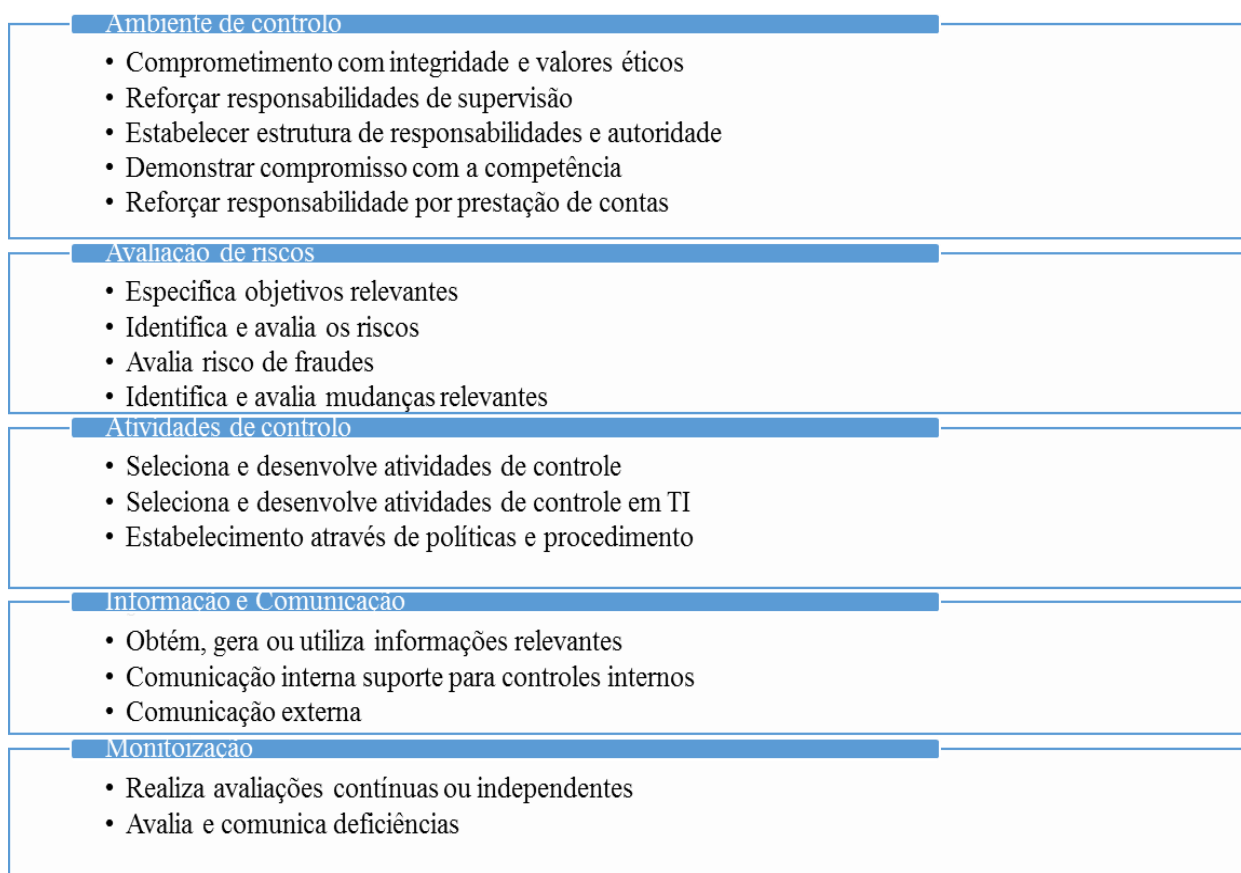 Ambiente de controlo
• Comprometimento com integridade e valores éticos
• Reforçar responsabilidades de supervisão
• Estabelecer estrutura de responsabilidades e autoridade
• Demonstrar compromisso com a competência
• Reforçar responsabilidade por prestação de contas
Avaliação de riscos
• Especifica objetivos relevantes
• Identifica e avalia os riscos
• Avalia risco de fraudes
• Identifica e avalia mudanças relevantes
Atividades de controlo
• Seleciona e desenvolve atividades de controle
• Seleciona e desenvolve atividades de controle em TI
• Estabelecimento através de políticas e procedimento
Informação e Comunicação
• Obtém, gera ou utiliza informações relevantes
• Comunicação interna suporte para controles internos
• Comunicação externa
Monitoização
• Realiza avaliações contínuas ou independentes
• Avalia e comunica deficiências